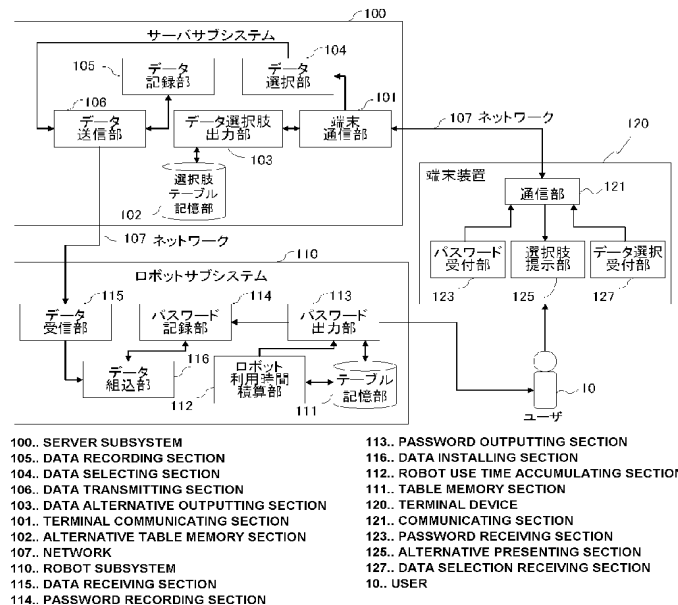 100
サーバサブシステム
105
データ
記録部
データ
選択部
104
106
データ
送信部
データ選択肢
出力部
103
端末
通信部
101
107 ネットワーク
選択肢
テーブル
記憶部
102
120
端末装置
通信部
121
パスワード
受付部
123
選択肢
提示部
125
データ選択
受付部
127
107 ネットワーク
110
ロボットサブシステム
データ
受信部
115
パスワード
記録部
114
パスワード
出力部
113
データ
組込部
116
ロボット
利用時間
積算部
112
テーブル
記憶部
111
10
ユーザ
100.. SERVER SUBSYSTEM
105.. DATA RECORDING SECTION
104.. DATA SELECTING SECTION
106.. DATA TRANSMITTING SECTION
103.. DATA ALTERNATIVE OUTPUTTING SECTION
101.. TERMINAL COMMUNICATING SECTION
102.. ALTERNATIVE TABLE MEMORY SECTION
107.. NETWORK
110.. ROBOT SUBSYSTEM
115.. DATA RECEIVING SECTION
114.. PASSWORD RECORDING SECTION
113.. PASSWORD OUTPUTTING SECTION
116.. DATA INSTALLING SECTION
112.. ROBOT USE TIME ACCUMULATING SECTION
111.. TABLE MEMORY SECTION
120.. TERMINAL DEVICE
121.. COMMUNICATING SECTION
123.. PASSWORD RECEIVING SECTION
125.. ALTERNATIVE PRESENTING SECTION
127.. DATA SELECTION RECEIVING SECTION
10.. USER